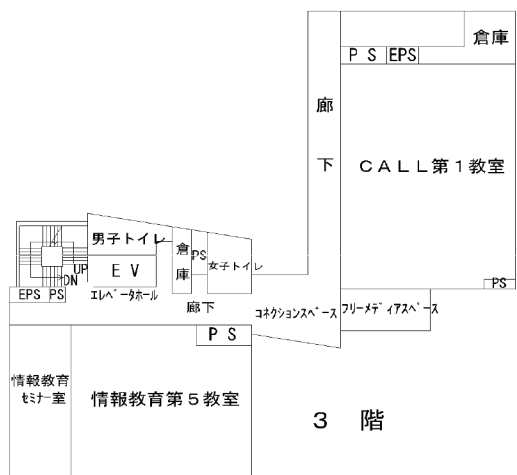 倉庫
PS EPS
廊
下
CALL第1教室
男子トイレ
倉
庫
PS
女子トイレ
UP
DN
EV
エレベータホール
EPS PS
PS
廊下
コネクションスペース
フリーメディアスペース
PS
情報教育
セミナー室
情報教育第5教室
3 階